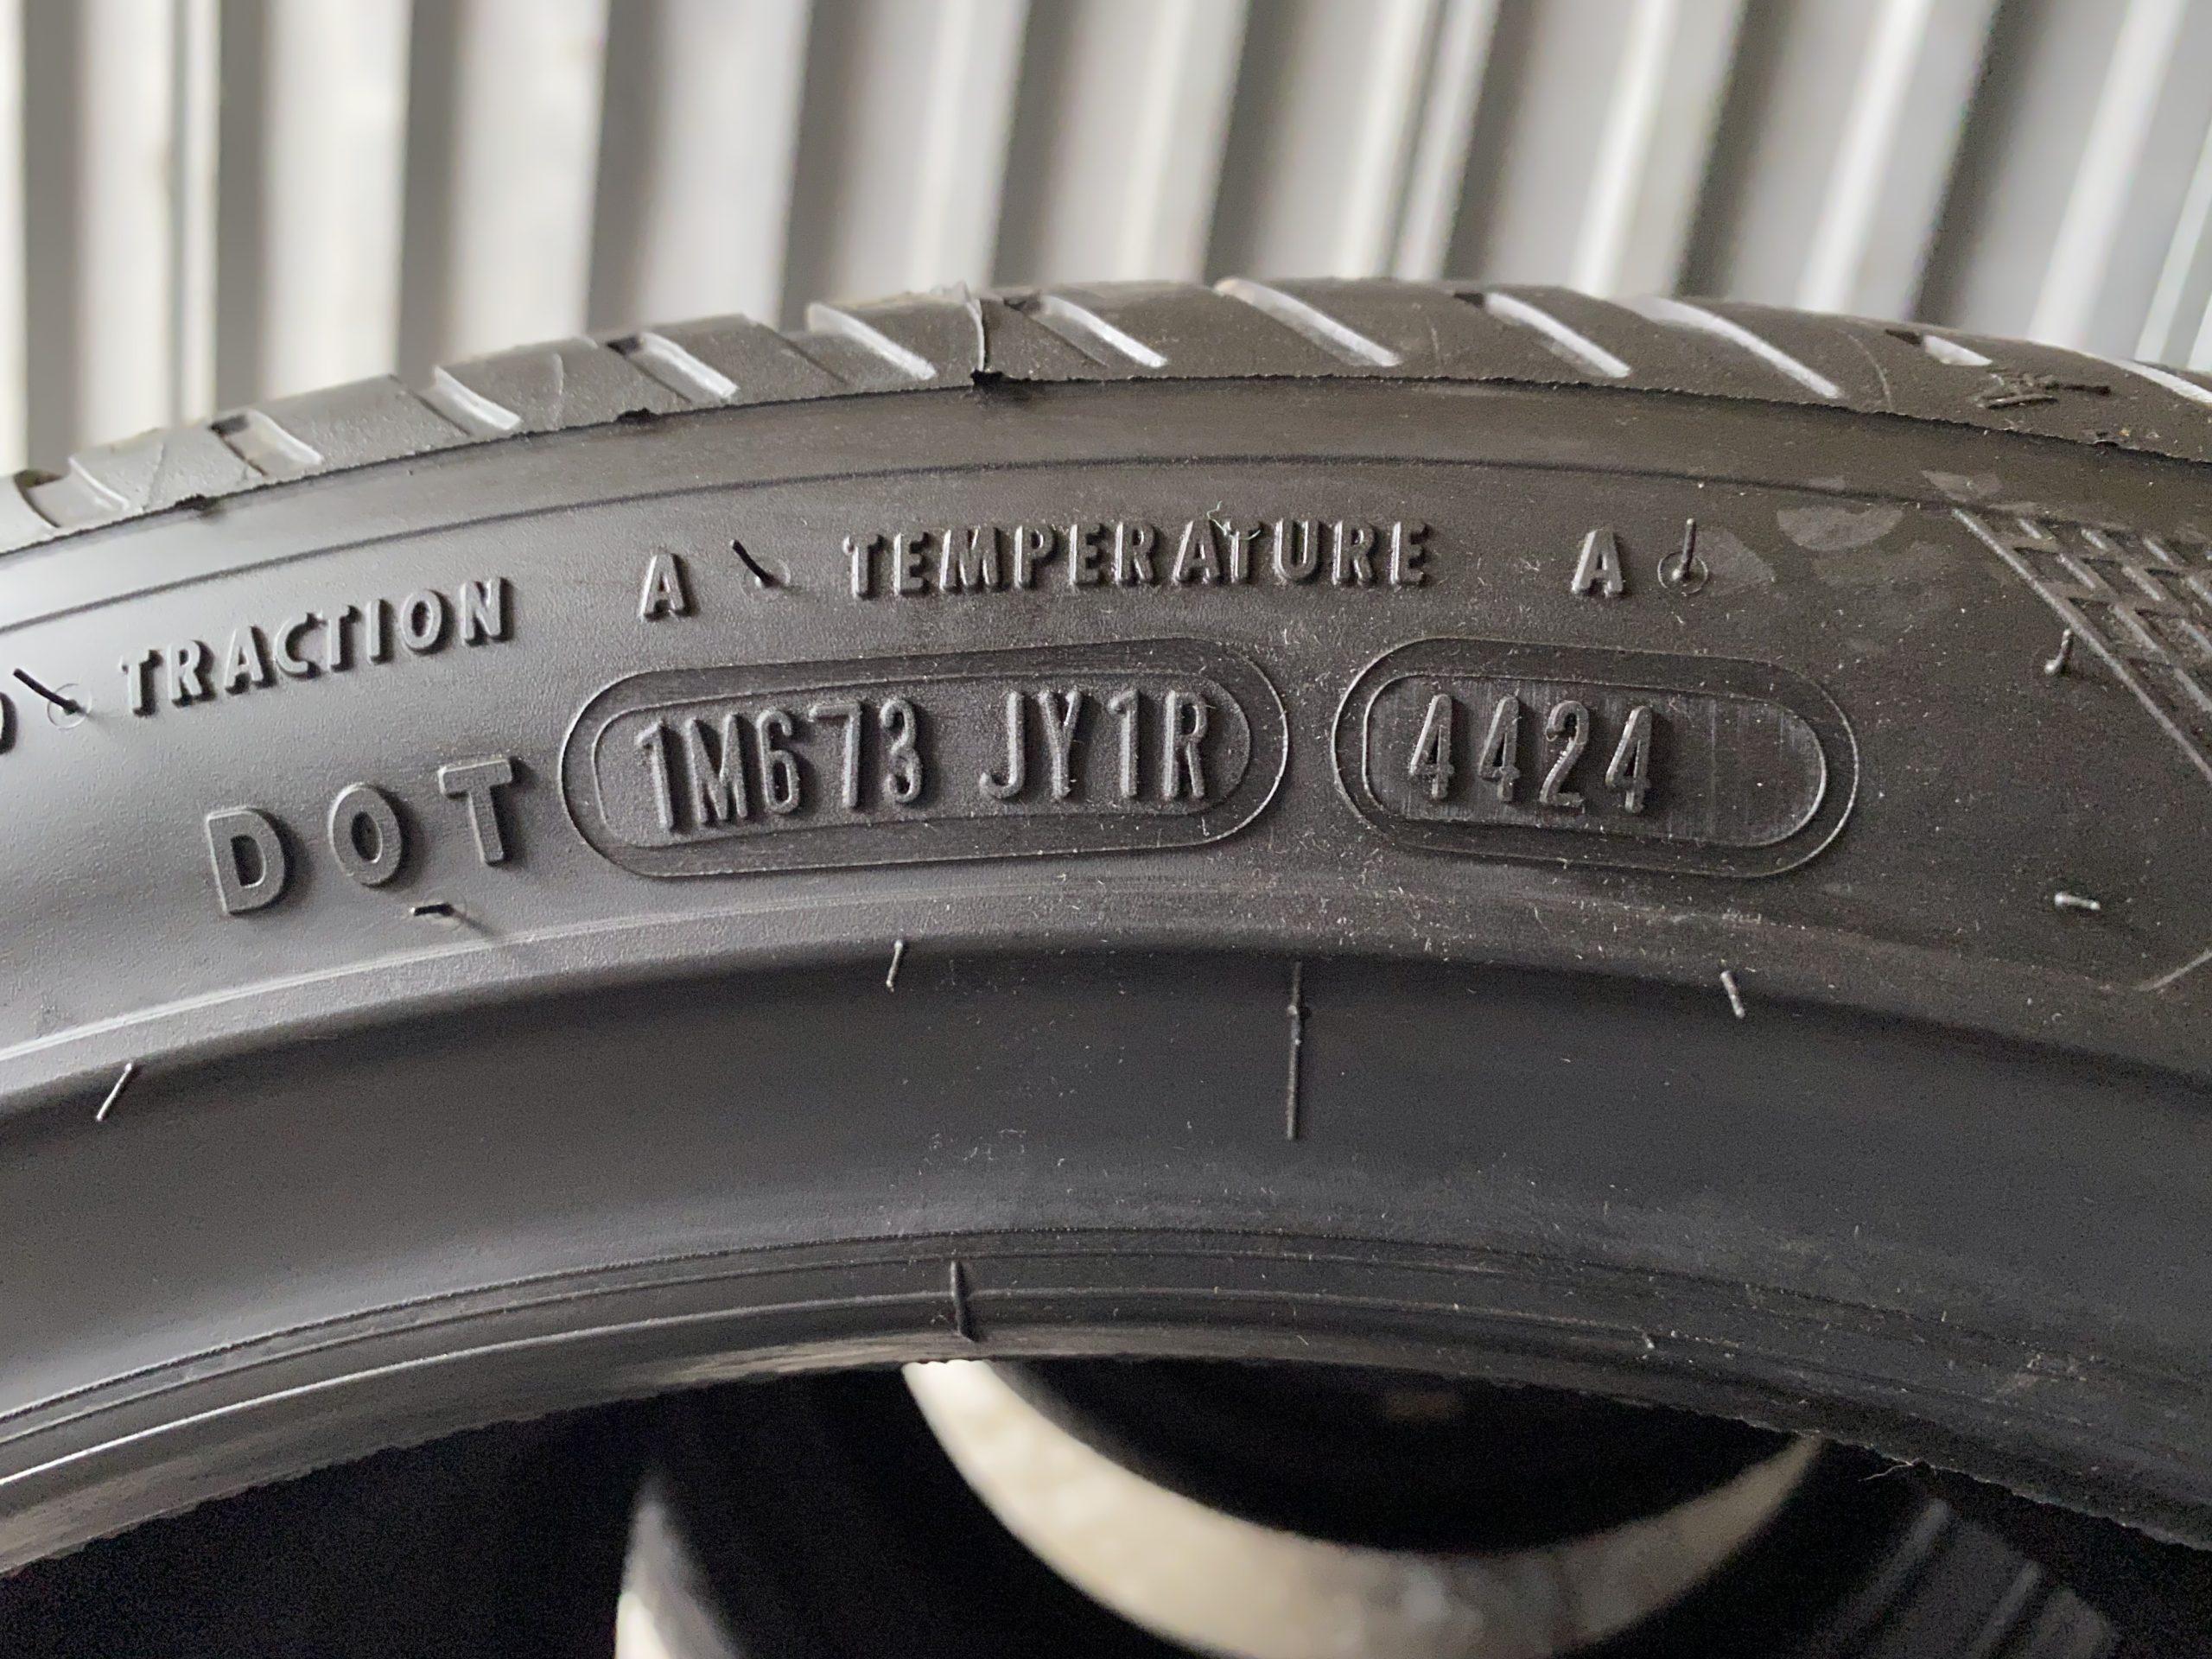 TRACTION A TEMPERATURE A
DOT 1M673 JY1R 4424